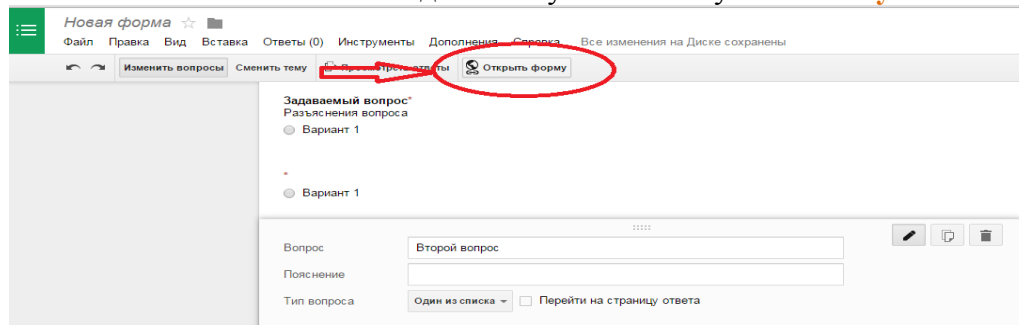 Новая форма
Файл Правка Вид Вставка Ответы (0) Инструменты Дополнения Справка Все изменения на Диске сохранены
Изменить вопросы Сменить тему Просмотреть ответы Открыть форму
Задаваемый вопрос*
Разъяснения вопроса
Вариант 1
*
Вариант 1
Вопрос Второй вопрос
Пояснение
Тип вопроса Один из списка Перейти на страницу ответа